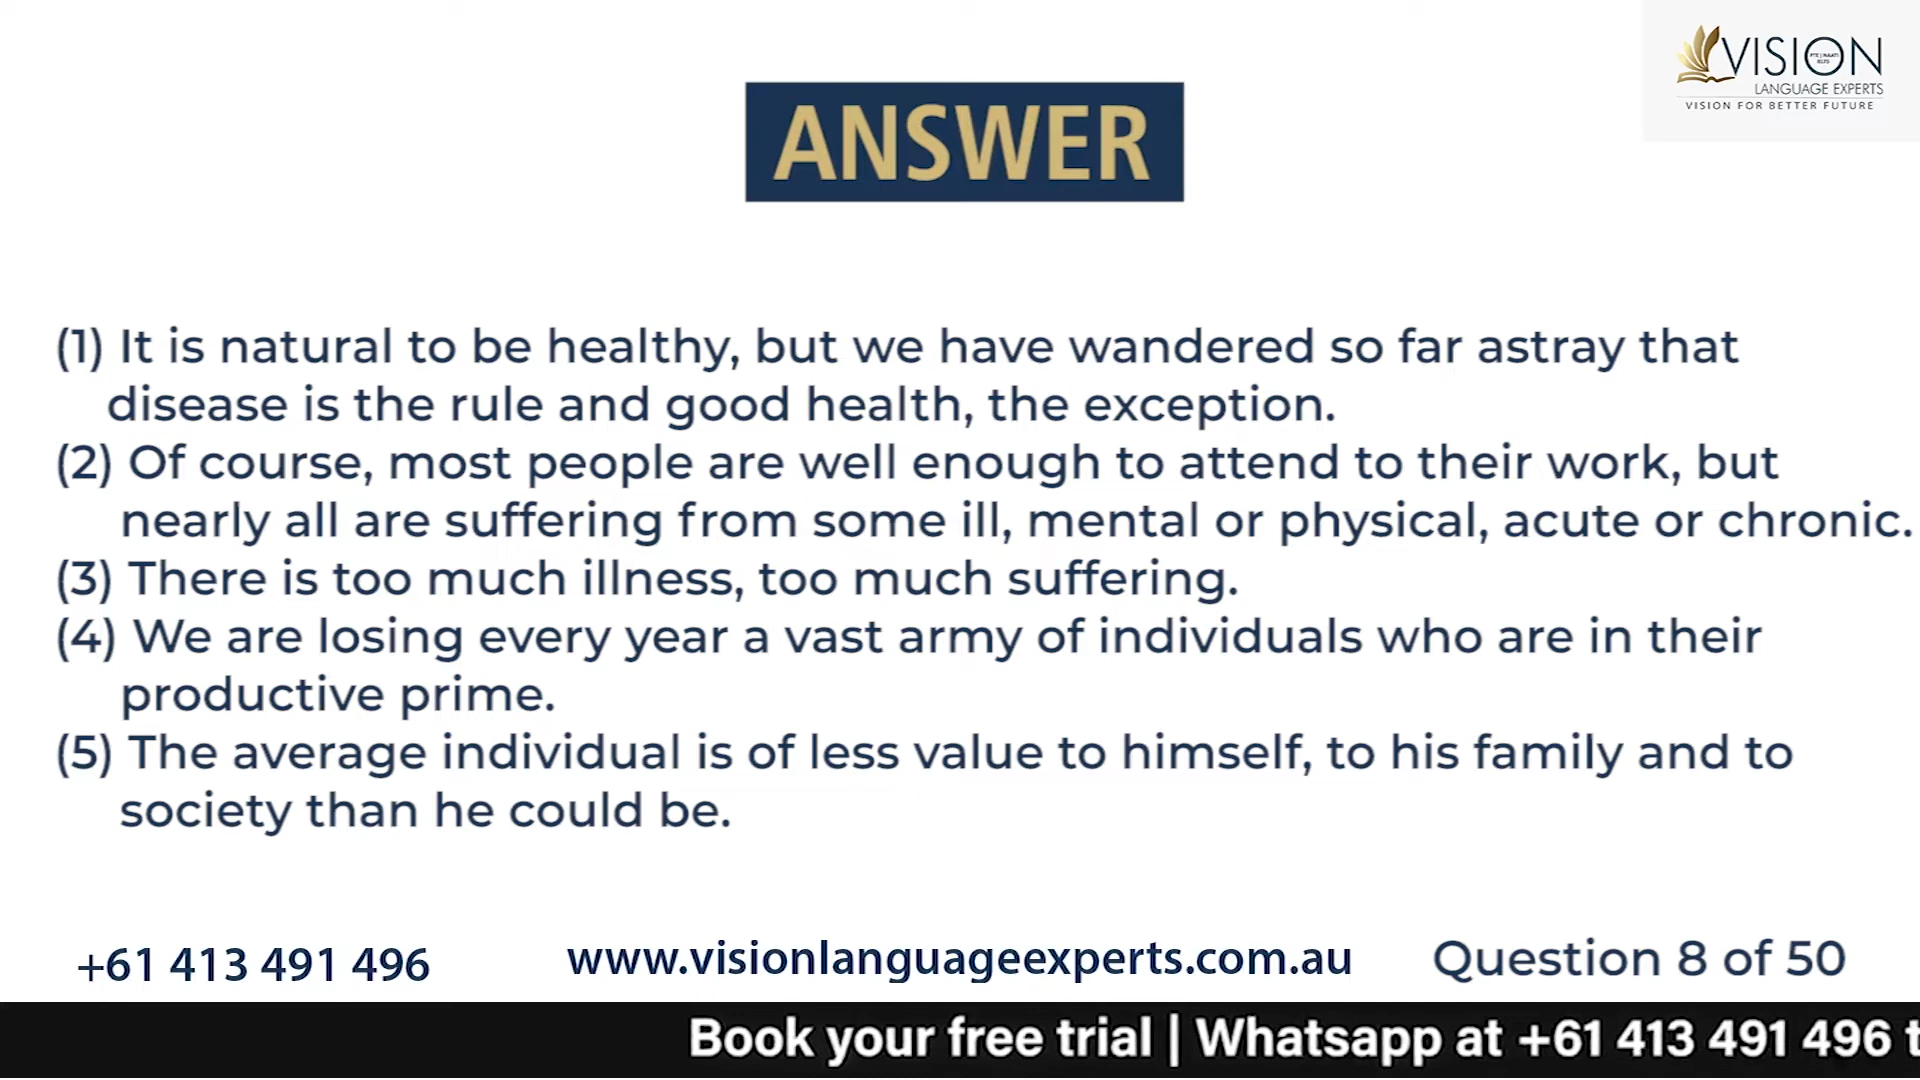 VISION
LANGUAGE EXPERTS
VISION FOR BETTER FUTURE
ANSWER
(1) It is natural to be healthy, but we have wandered so far astray that
disease is the rule and good health, the exception.
(2) Of course, most people are well enough to attend to their work, but
nearly all are suffering from some ill, mental or physical, acute or chronic.
(3) There is too much illness, too much suffering.
(4) We are losing every year a vast army of individuals who are in their
productive prime.
(5) The average individual is of less value to himself, to his family and to
society than he could be.
+61 413 491 496
www.visionlanguageexperts.com.au
Question 8 of 50
Book your free trial | Whatsapp at +61 413 491 496 t